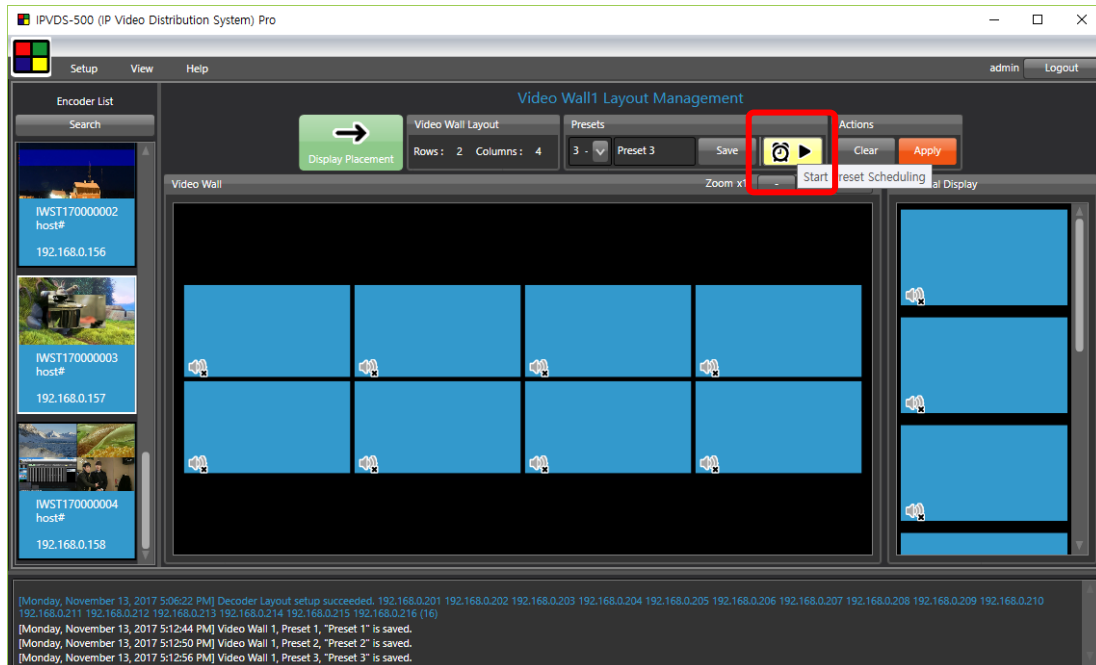 IPVDS-500 (IP Video Distribution System) Pro
Setup View Help
admin Logout
Encoder List
Search
Video Wall1 Layout Management
Display Placement
Video Wall Layout
Rows: 2 Columns: 4
Presets
3 - Preset 3 Save
Actions
Clear Apply
Start Preset Scheduling
Video Wall
Zoom x1 -
al Display
IWST170000002
host#
192.168.0.156
IWST170000003
host#
192.168.0.157
IWST170000004
host#
192.168.0.158
[Monday, November 13, 2017 5:06:22 PM] Decoder Layout setup succeeded. 192.168.0.201 192.168.0.202 192.168.0.203 192.168.0.204 192.168.0.205 192.168.0.206 192.168.0.207 192.168.0.208 192.168.0.209 192.168.0.210
192.168.0.211 192.168.0.212 192.168.0.213 192.168.0.214 192.168.0.215 192.168.0.216 (16)
[Monday, November 13, 2017 5:12:44 PM] Video Wall 1, Preset 1, "Preset 1" is saved.
[Monday, November 13, 2017 5:12:50 PM] Video Wall 1, Preset 2, "Preset 2" is saved.
[Monday, November 13, 2017 5:12:56 PM] Video Wall 1, Preset 3, "Preset 3" is saved.